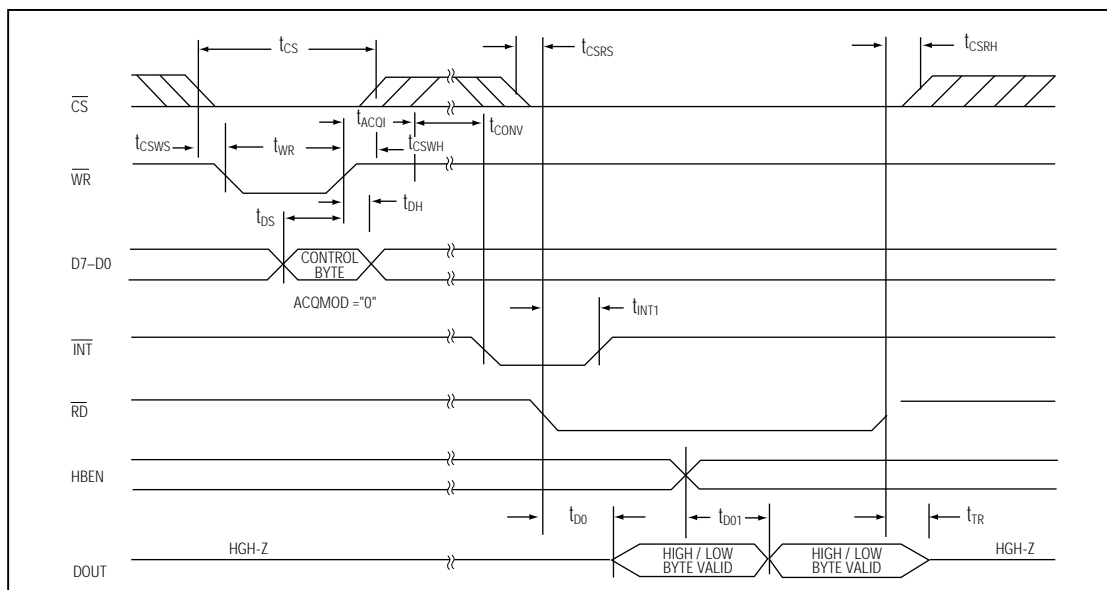 tCS
tCSRS
tCSRH
CS
tACQI
tCONV
tCSWS
tWR
tCSWH
WR
tDS
tDH
D7–D0
CONTROL
BYTE
ACQMOD ="0"
tINT1
INT
RD
HBEN
tD0
tD01
tTR
HGH-Z
HIGH / LOW
BYTE VALID
HIGH / LOW
BYTE VALID
HGH-Z
DOUT